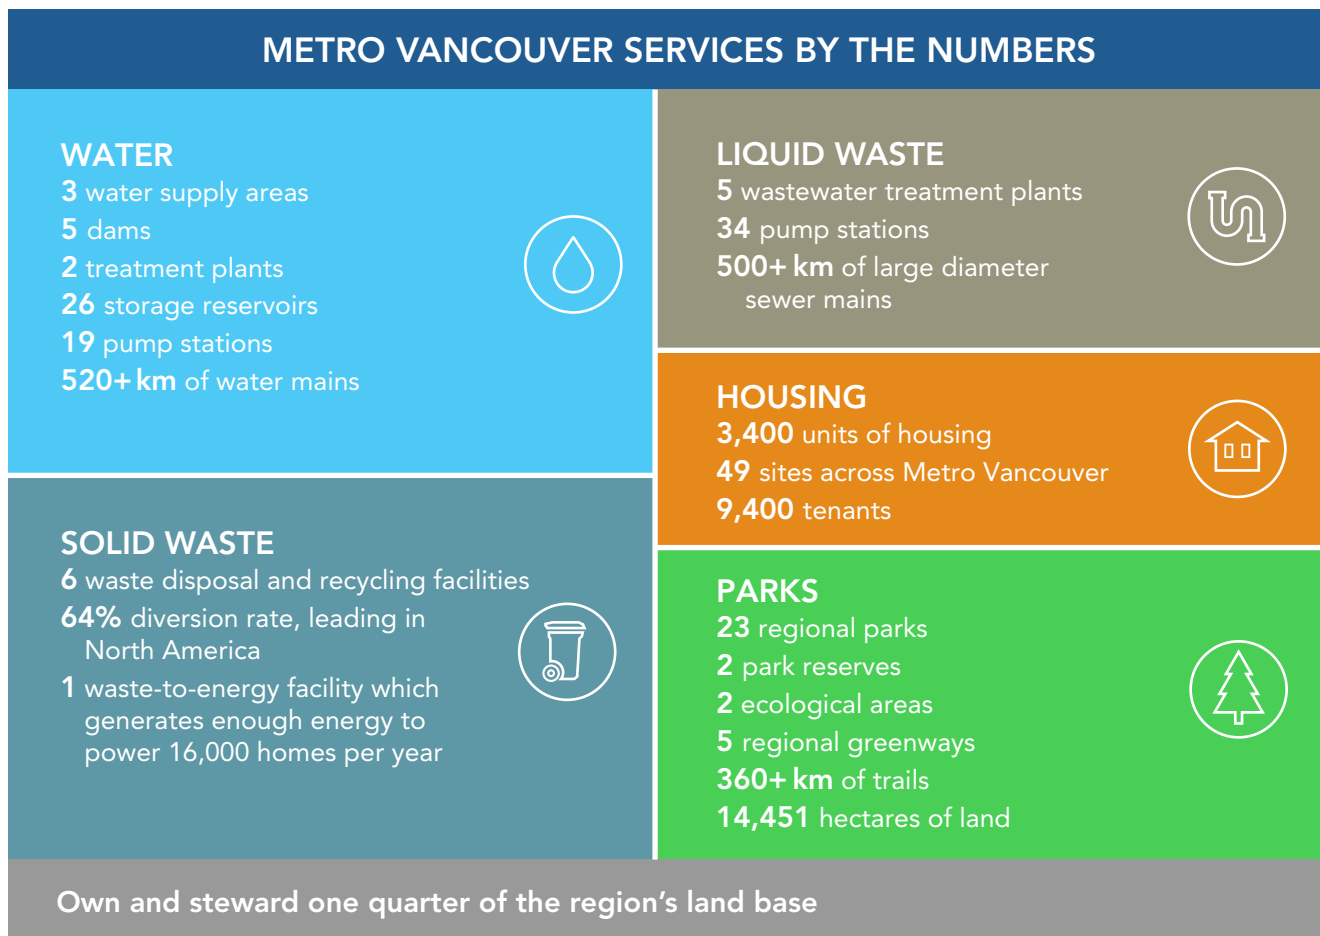 METRO VANCOUVER SERVICES BY THE NUMBERS
WATER
3 water supply areas
5 dams
2 treatment plants
26 storage reservoirs
19 pump stations
520+ km of water mains
SOLID WASTE
6 waste disposal and recycling facilities
64% diversion rate, leading in
North America
1 waste-to-energy facility which
generates enough energy to
power 16,000 homes per year
LIQUID WASTE
5 wastewater treatment plants
34 pump stations
500+ km of large diameter
sewer mains
HOUSING
3,400 units of housing
49 sites across Metro Vancouver
9,400 tenants
PARKS
23 regional parks
2 park reserves
2 ecological areas
5 regional greenways
360+ km of trails
14,451 hectares of land
Own and steward one quarter of the region’s land base